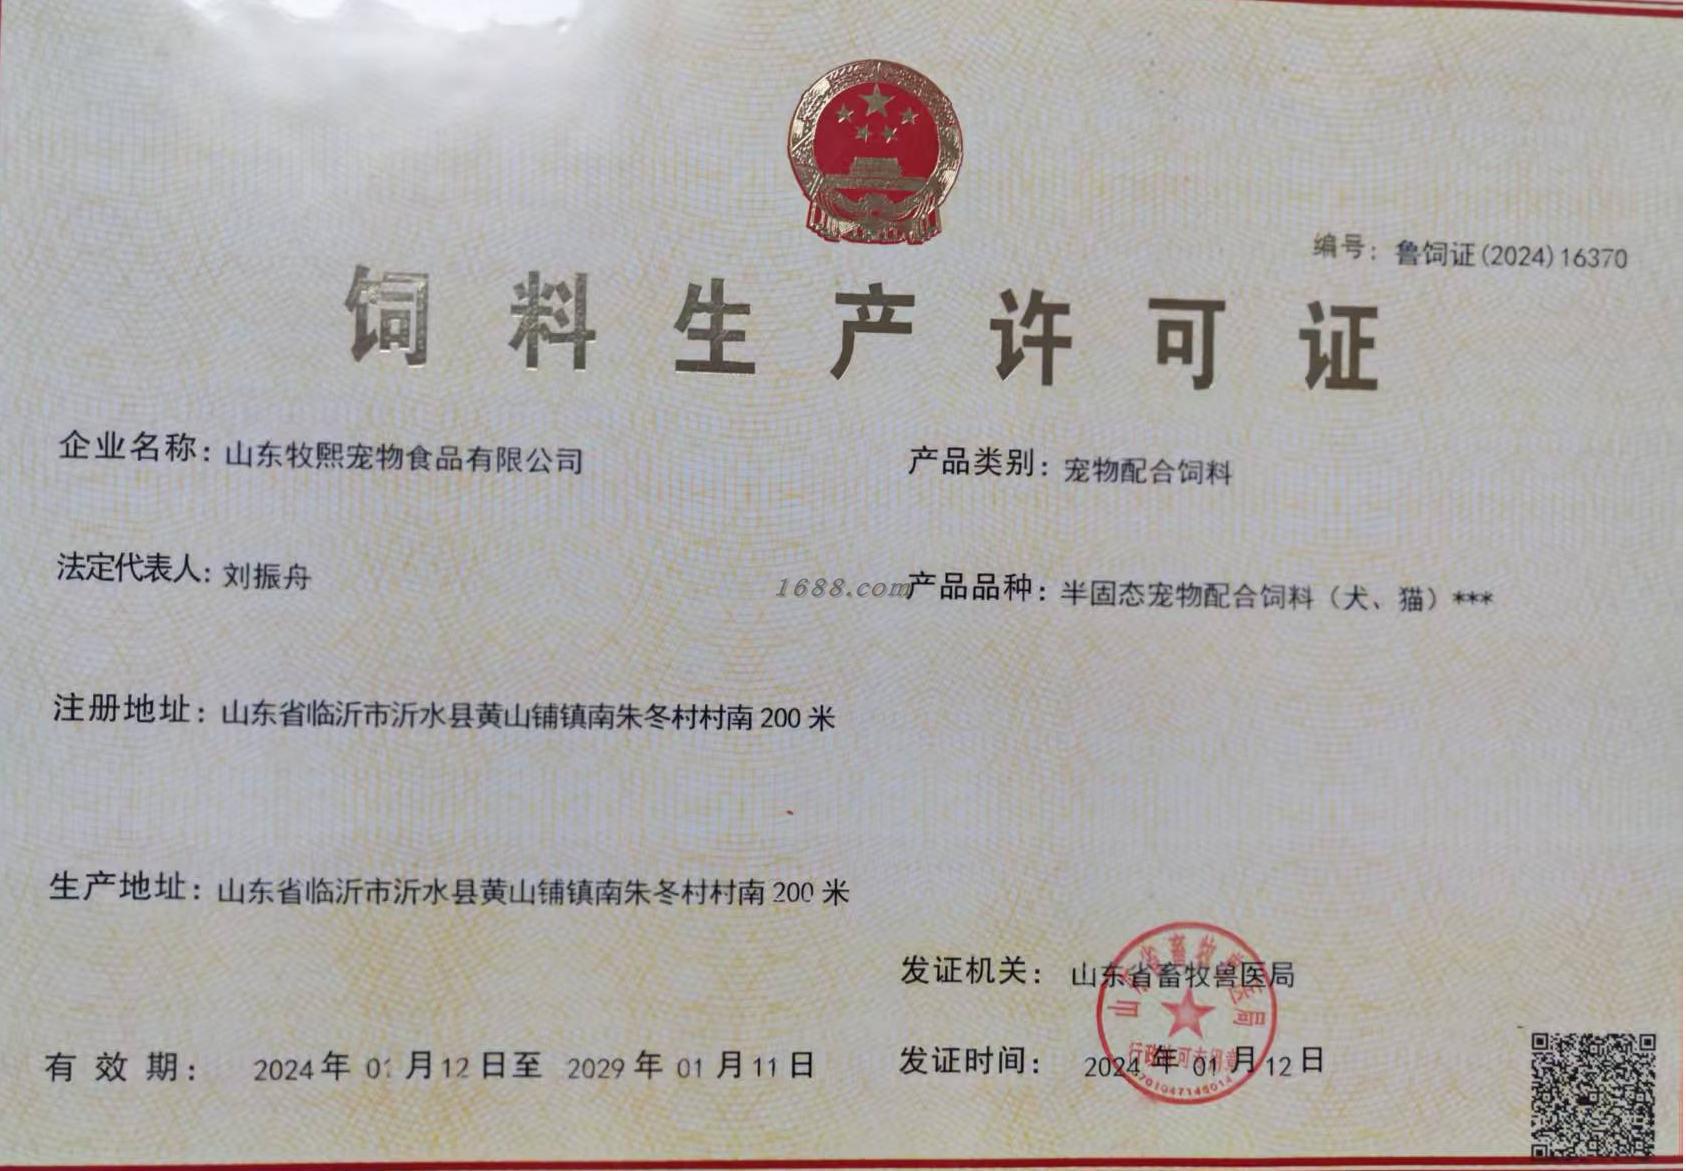 编号：鲁饲证(2024)16370
饲料生产许可证
企业名称：山东牧熙宠物食品有限公司
产品类别：宠物配合饲料
法定代表人：刘振舟
1688.com
产品品种：半固态宠物配合饲料（犬、猫）***
注册地址：山东省临沂市沂水县黄山铺镇南朱冬村村南200米
生产地址：山东省临沂市沂水县黄山铺镇南朱冬村村南200米
发证机关：山东省畜牧兽医局
有效期：2024年01月12日至2029年01月11日
发证时间：2024年01月12日
山东省畜牧兽医局